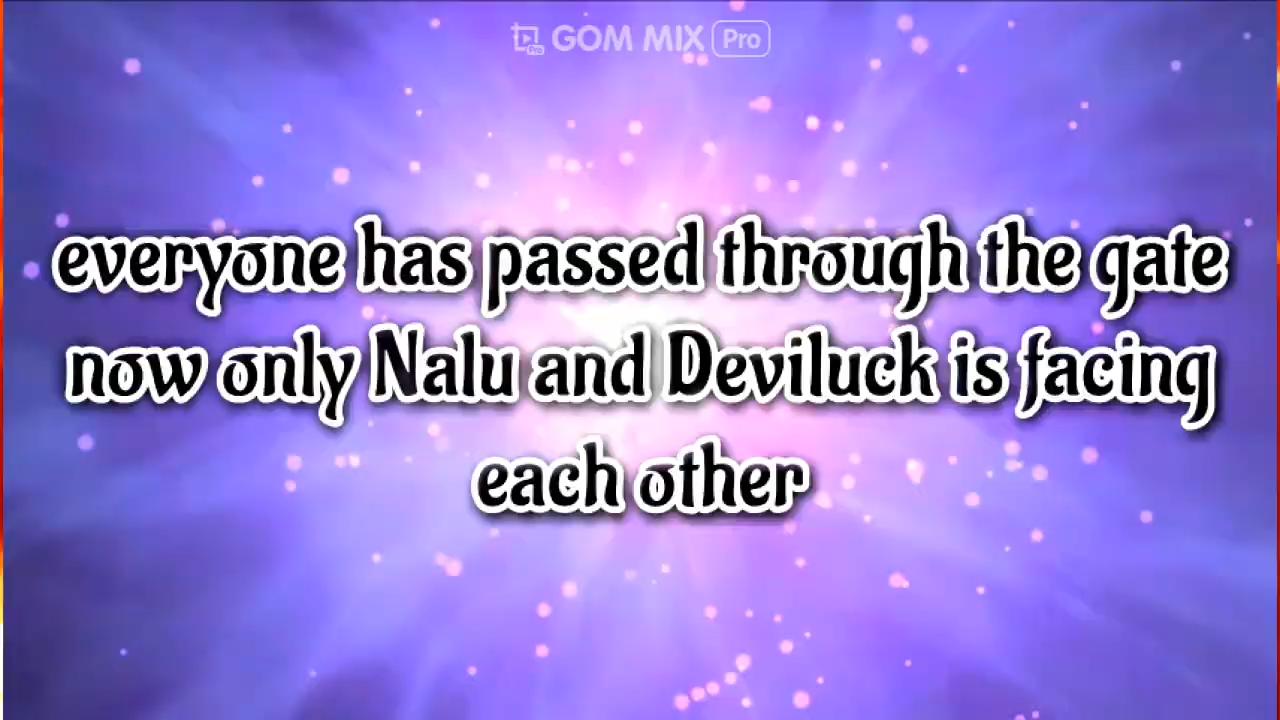 GOM MIX Pro
everyone has passed through the gate
now only Nalu and Deviluck is facing
each other